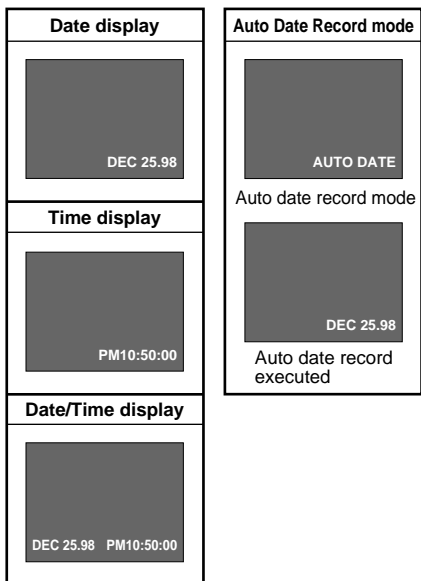 Date display
DEC 25.98
Time display
PM10:50:00
Date/Time display
DEC 25.98 PM10:50:00
Auto Date Record mode
AUTO DATE
Auto date record mode
DEC 25.98
Auto date record
executed